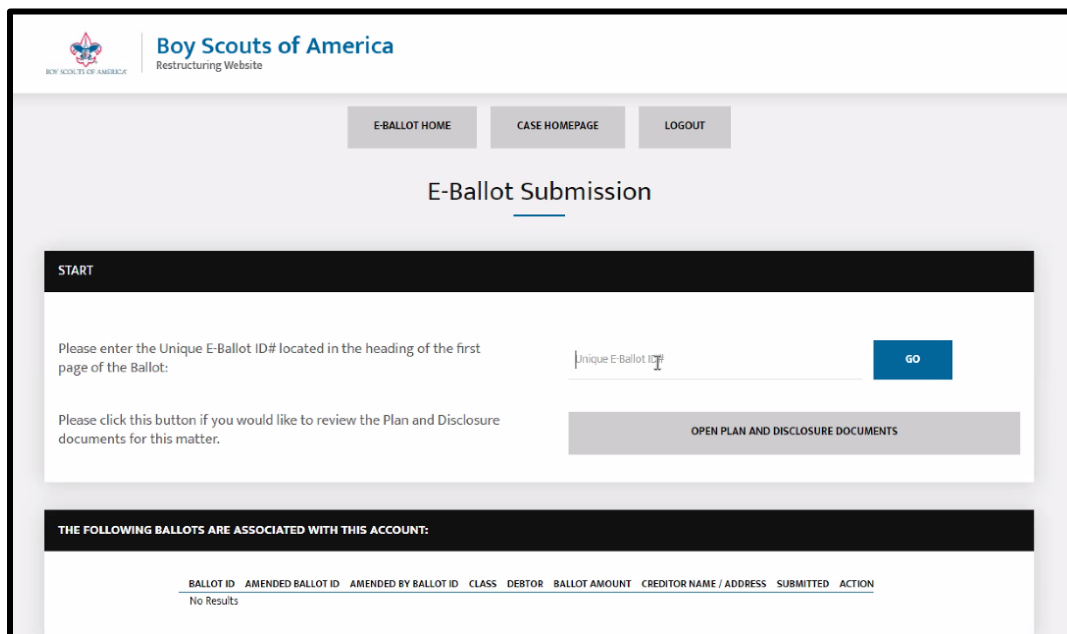 BOY SCOUTS OF AMERICA
Boy Scouts of America
Restructuring Website
E-BALLOT HOME CASE HOMEPAGE LOGOUT
E-Ballot Submission
START
Please enter the Unique E-Ballot ID# located in the heading of the first
page of the Ballot:
Unique E-Ballot ID#
GO
Please click this button if you would like to review the Plan and Disclosure
documents for this matter.
OPEN PLAN AND DISCLOSURE DOCUMENTS
THE FOLLOWING BALLOTS ARE ASSOCIATED WITH THIS ACCOUNT:
BALLOT ID AMENDED BALLOT ID AMENDED BY BALLOT ID CLASS DEBTOR BALLOT AMOUNT CREDITOR NAME / ADDRESS SUBMITTED ACTION
No Results